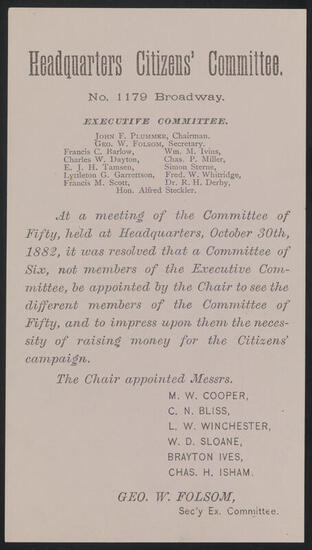 Headquarters Citizens' Committee.
No. 1179 Broadway.
EXECUTIVE COMMITTEE.
JOHN F. PLUMMER, Chairman.
GEO. W. FOLSOM, Secretary.
Francis C. Barlow, Wm. M. Ivins,
Charles W. Dayton, Chas. P. Miller,
E. J. H. Tamsen, Simon Sterne,
Lyttleton G. Garrettson, Fred. W. Whitridge,
Francis M. Scott, Dr. R. H. Derby,
Hon. Alfred Steckler.
At a meeting of the Committee of
Fifty, held at Headquarters, October 30th,
1882, it was resolved that a Committee of
Six, not members of the Executive Com-
mittee, be appointed by the Chair to see the
different members of the Committee of
Fifty, and to impress upon them the neces-
sity of raising money for the Citizens'
campaign.
The Chair appointed Messrs.
M. W. COOPER,
C. N. BLISS,
L. W. WINCHESTER,
W. D. SLOANE,
BRAYTON IVES,
CHAS. H. ISHAM.
GEO. W. FOLSOM,
Sec'y Ex. Committee.